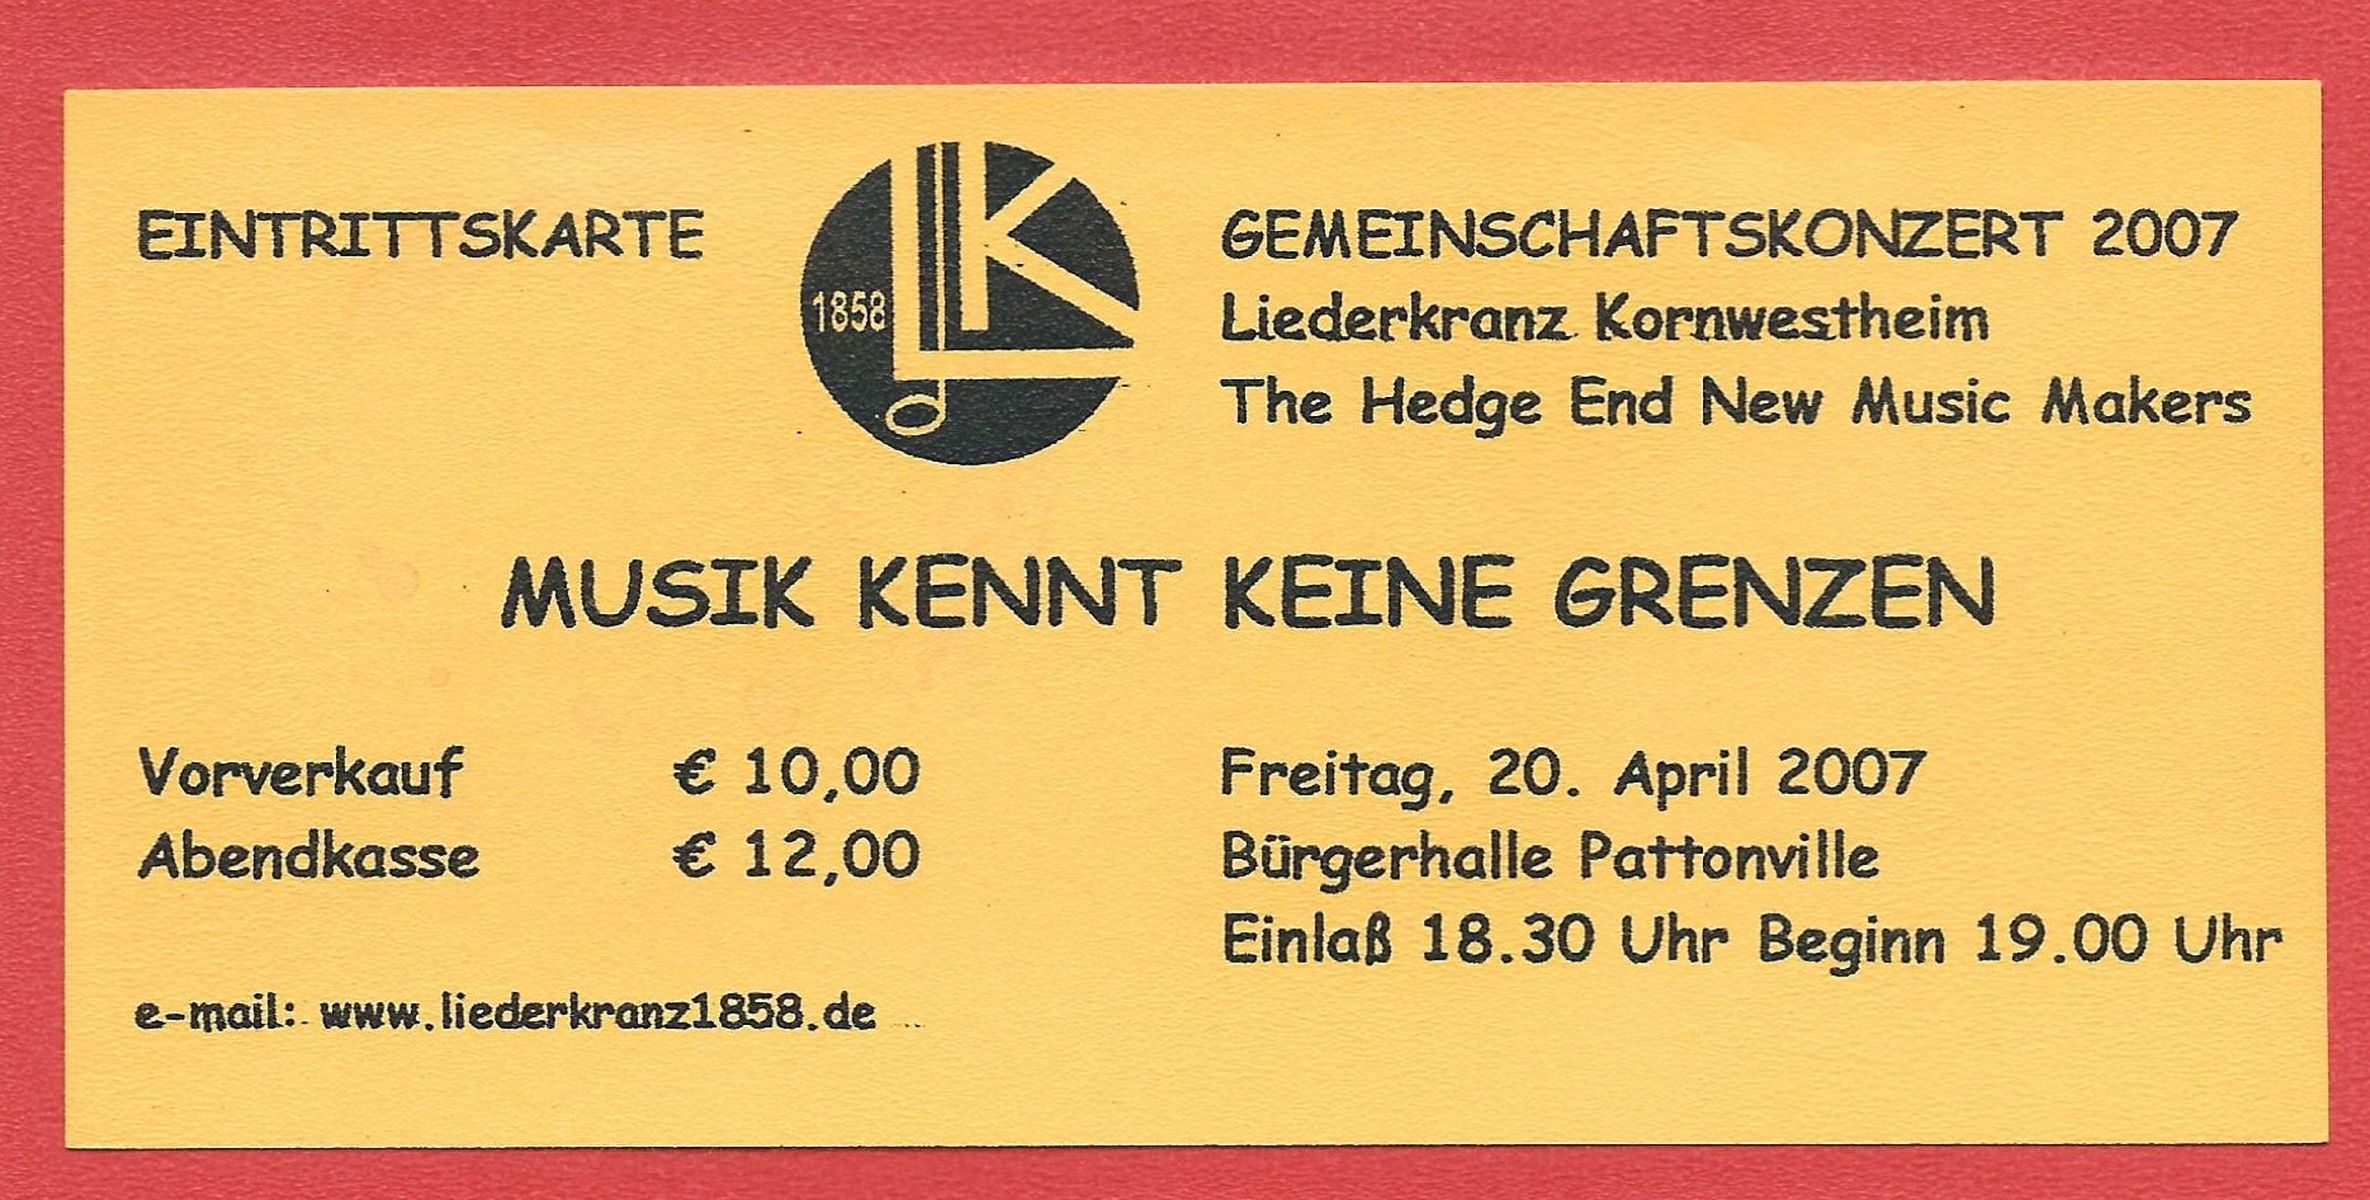 EINTRITTSKARTE
LK
1858
GEMEINSCHAFTSKONZERT 2007
Liederkranz Kornwestheim
The Hedge End New Music Makers
MUSIK KENNT KEINE GRENZEN
Vorverkauf € 10,00
Abendkasse € 12,00
Freitag, 20. April 2007
Bürgerhalle Pattonville
Einlaß 18.30 Uhr Beginn 19.00 Uhr
e-mail: www.liederkranz1858.de